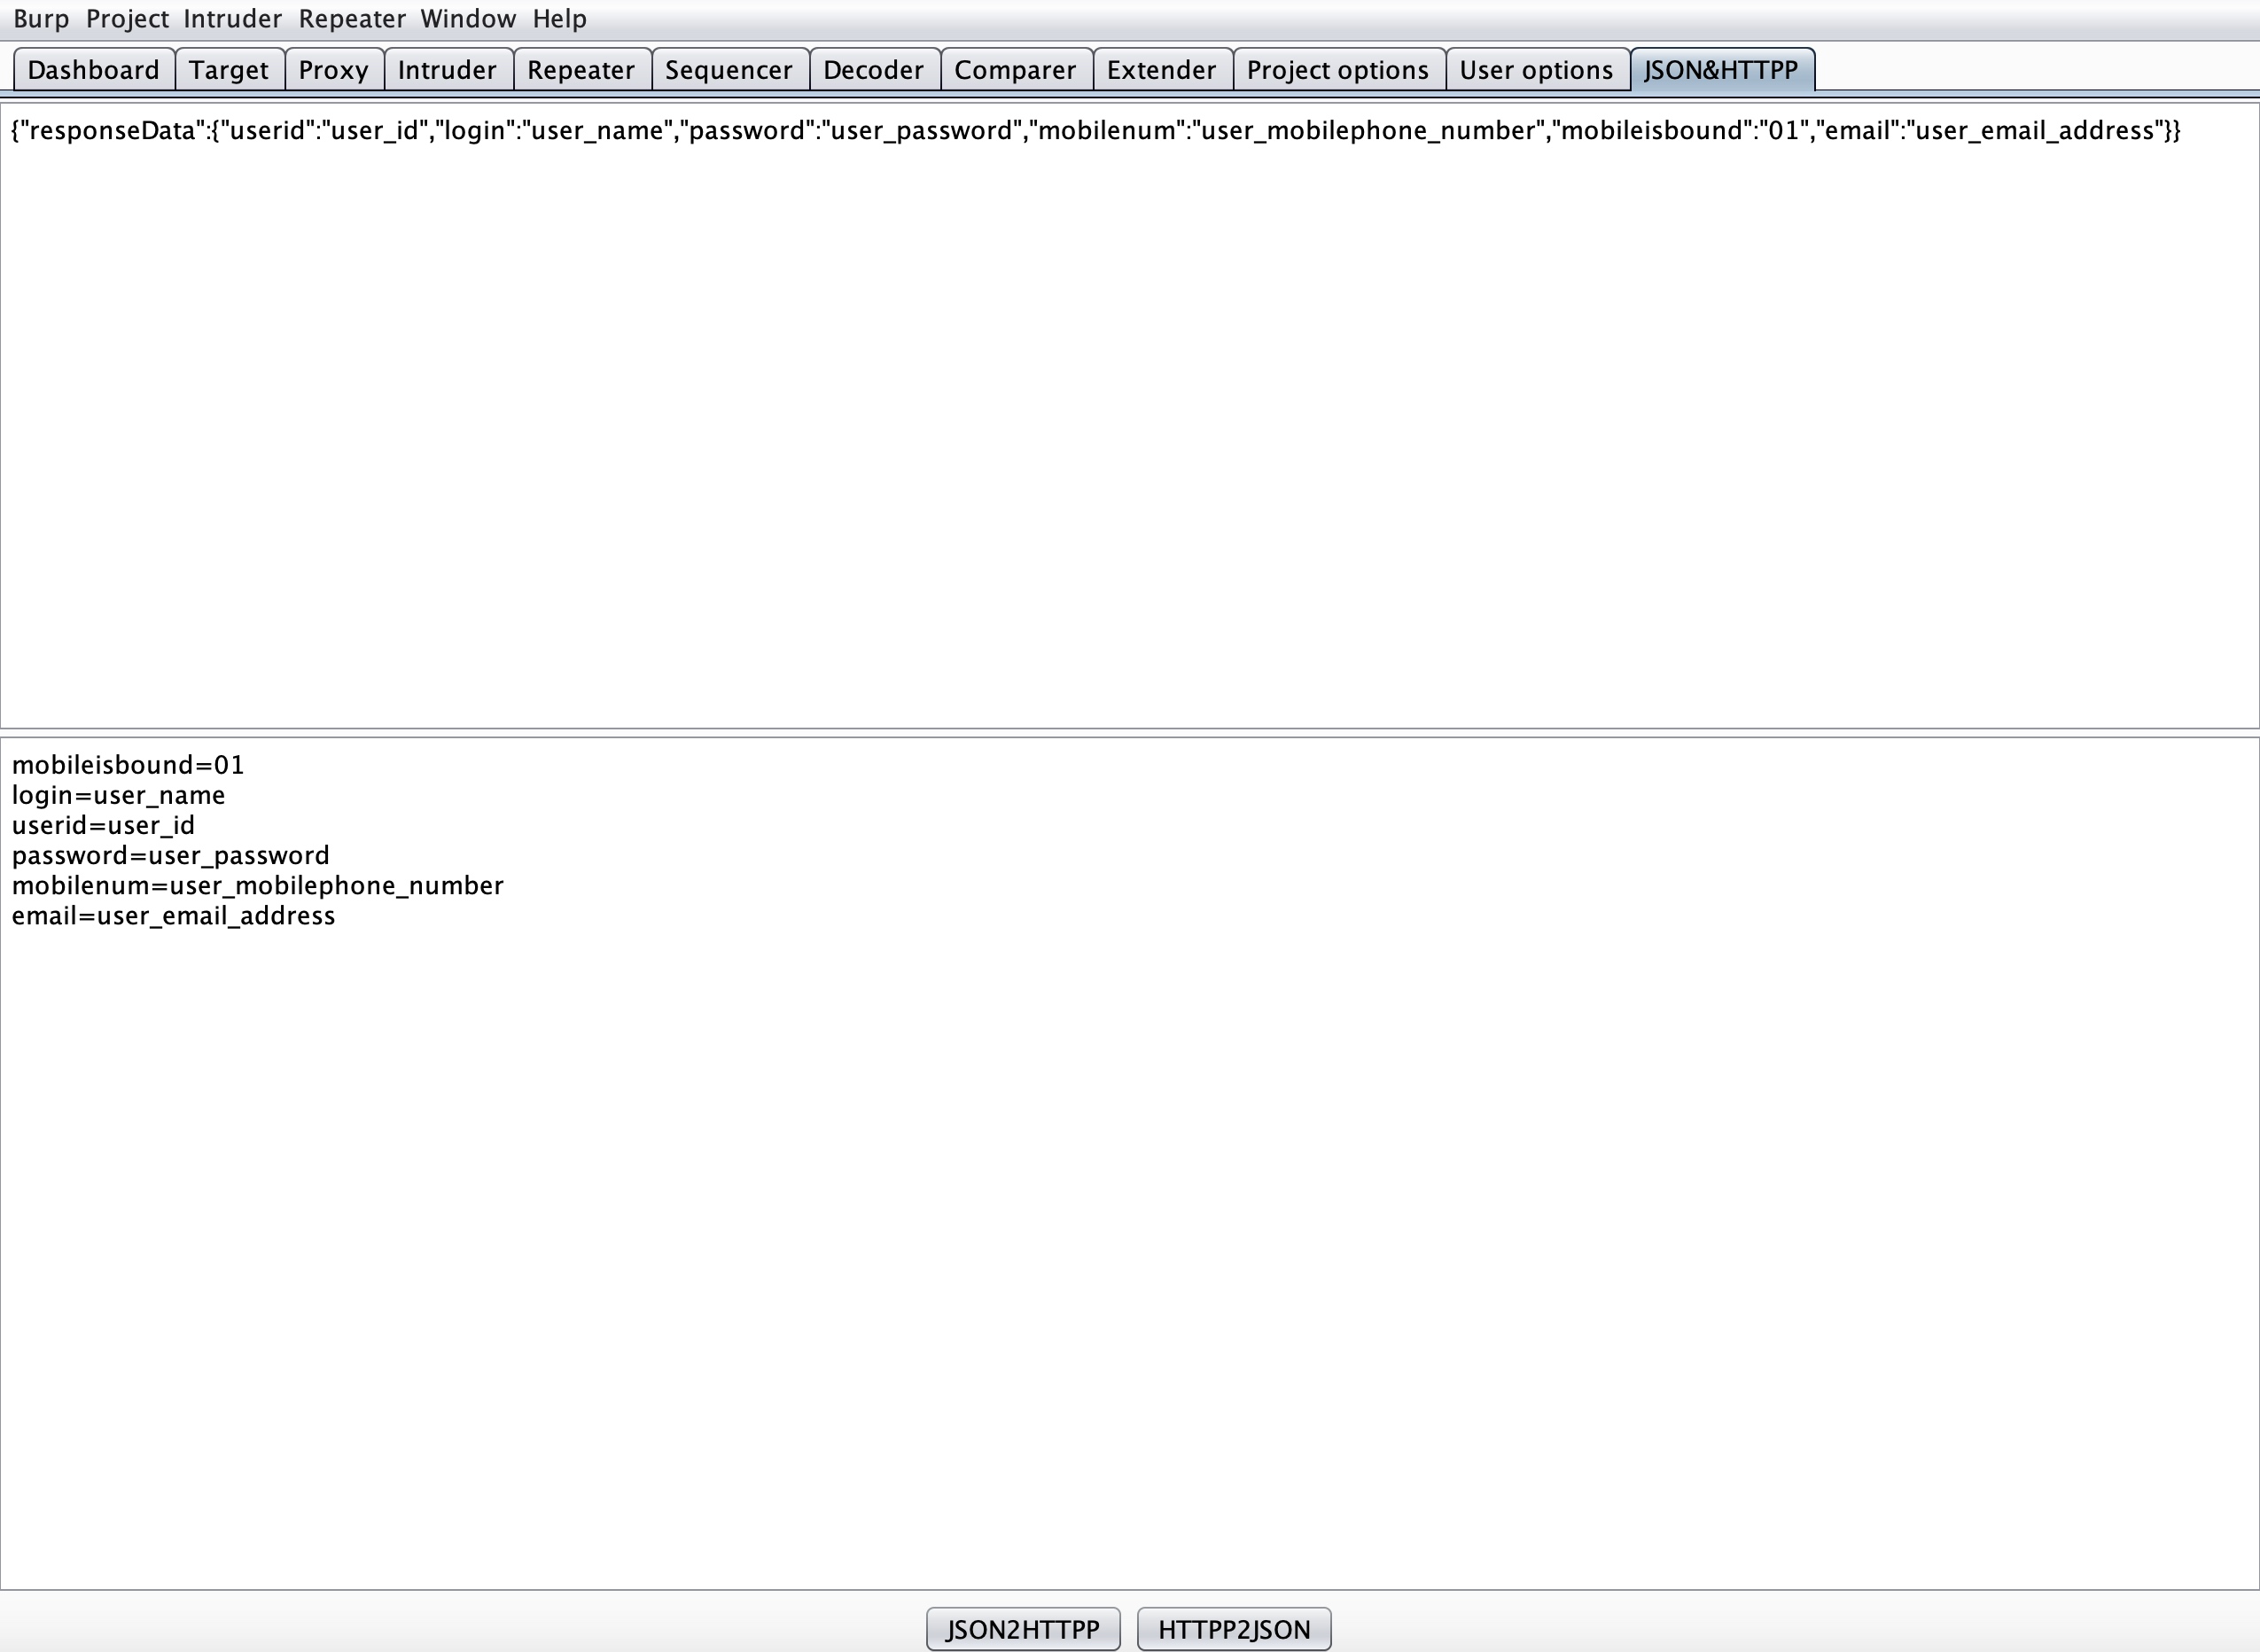 Burp Project Intruder Repeater Window Help
Dashboard Target Proxy Intruder Repeater Sequencer Decoder Comparer Extender Project options User options JSON&HTTPP
{"responseData":{"userid":"user_id","login":"user_name","password":"user_password","mobilenum":"user_mobilephone_number","mobileisbound":"01","email":"user_email_address"}}
mobileisbound=01
login=user_name
userid=user_id
password=user_password
mobilenum=user_mobilephone_number
email=user_email_address
JSON2HTTPP HTTPP2JSON